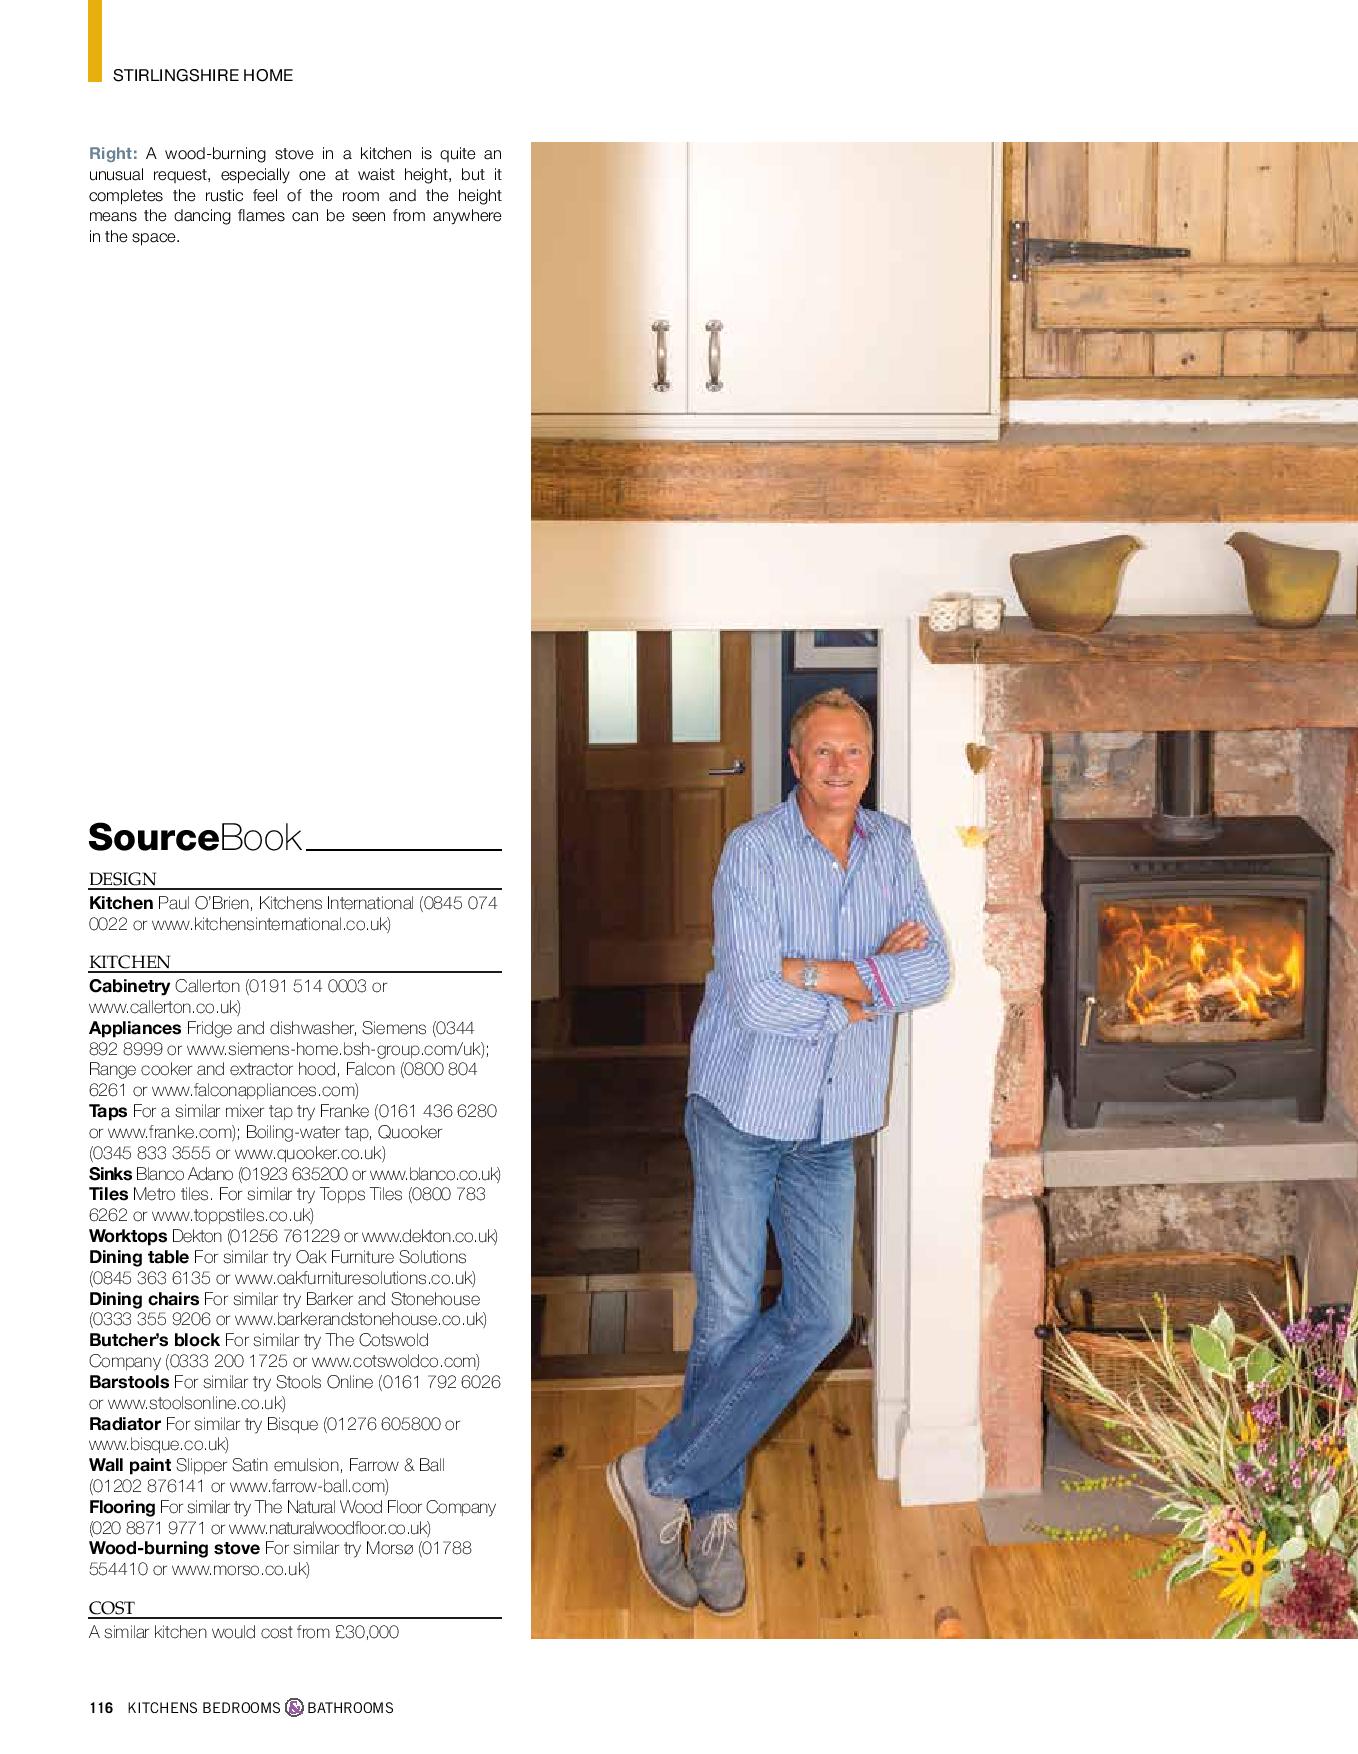 STIRLINGSHIRE HOME
Right: A wood-burning stove in a kitchen is quite an
unusual request, especially one at waist height, but it
completes the rustic feel of the room and the height
means the dancing flames can be seen from anywhere
in the space.
SourceBook
DESIGN
Kitchen Paul O’Brien, Kitchens International (0845 074
0022 or www.kitchensinternational.co.uk)
KITCHEN
Cabinetry Callerton (0191 514 0003 or
www.callerton.co.uk)
Appliances Fridge and dishwasher, Siemens (0344
892 8999 or www.siemens-home.bsh-group.com/uk);
Range cooker and extractor hood, Falcon (0800 804
6261 or www.falconappliances.com)
Taps For a similar mixer tap try Franke (0161 436 6280
or www.franke.com); Boiling-water tap, Quooker
(0345 833 3555 or www.quooker.co.uk)
Sinks Blanco Adano (01923 635200 or www.blanco.co.uk)
Tiles Metro tiles. For similar try Topps Tiles (0800 783
6262 or www.toppstiles.co.uk)
Worktops Dekton (01256 761229 or www.dekton.co.uk)
Dining table For similar try Oak Furniture Solutions
(0845 363 6135 or www.oakfurnituresolutions.co.uk)
Dining chairs For similar try Barker and Stonehouse
(0333 355 9206 or www.barkerandstonehouse.co.uk)
Butcher’s block For similar try The Cotswold
Company (0333 200 1725 or www.cotswoldco.com)
Barstools For similar try Stools Online (0161 792 6026
or www.stoolsonline.co.uk)
Radiator For similar try Bisque (01276 605800 or
www.bisque.co.uk)
Wall paint Slipper Satin emulsion, Farrow & Ball
(01202 876141 or www.farrow-ball.com)
Flooring For similar try The Natural Wood Floor Company
(020 8871 9771 or www.naturalwoodfloor.co.uk)
Wood-burning stove For similar try Morsø (01788
554410 or www.morso.co.uk)
COST
A similar kitchen would cost from £30,000
116 KITCHENS BEDROOMS & BATHROOMS